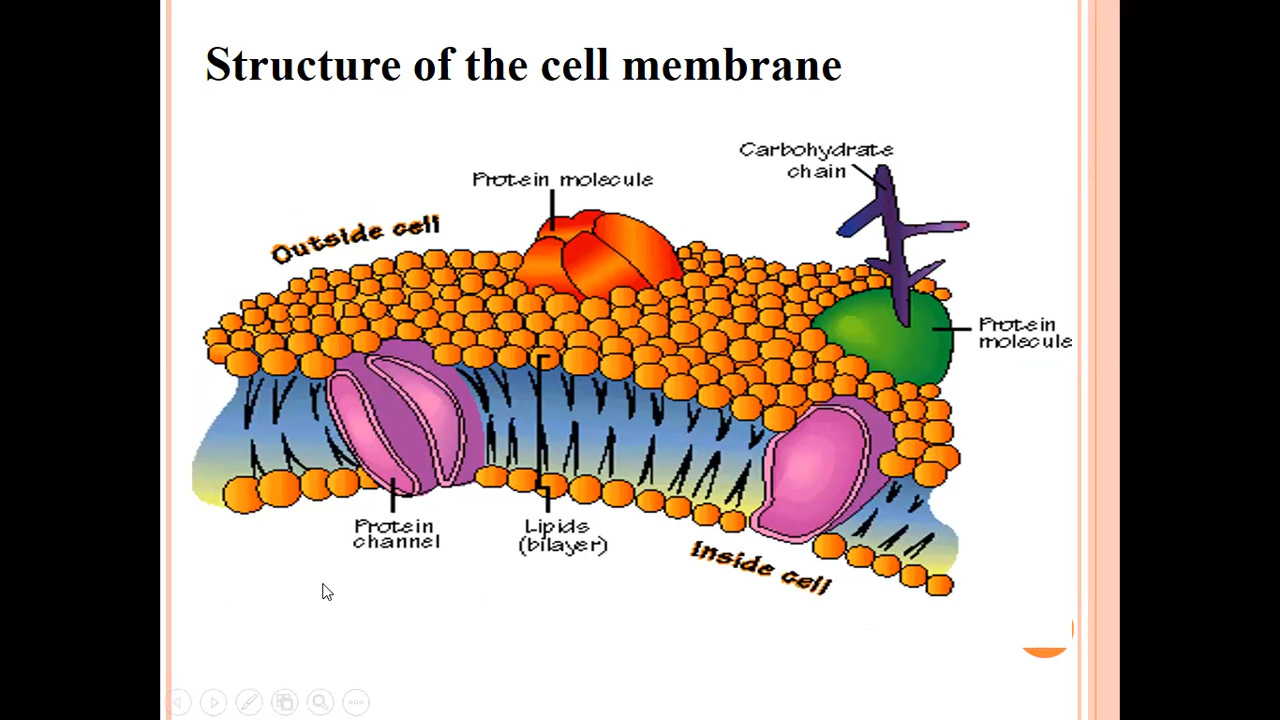 Structure of the cell membrane
Carbohydrate
chain
Protein molecule
Outside cell
Protein
molecule
Protein
channel
Lipids
(bilayer)
Inside cell